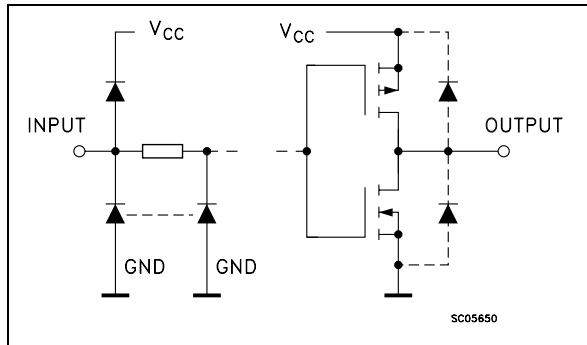 VCC
VCC
INPUT
OUTPUT
GND
GND
SC05650